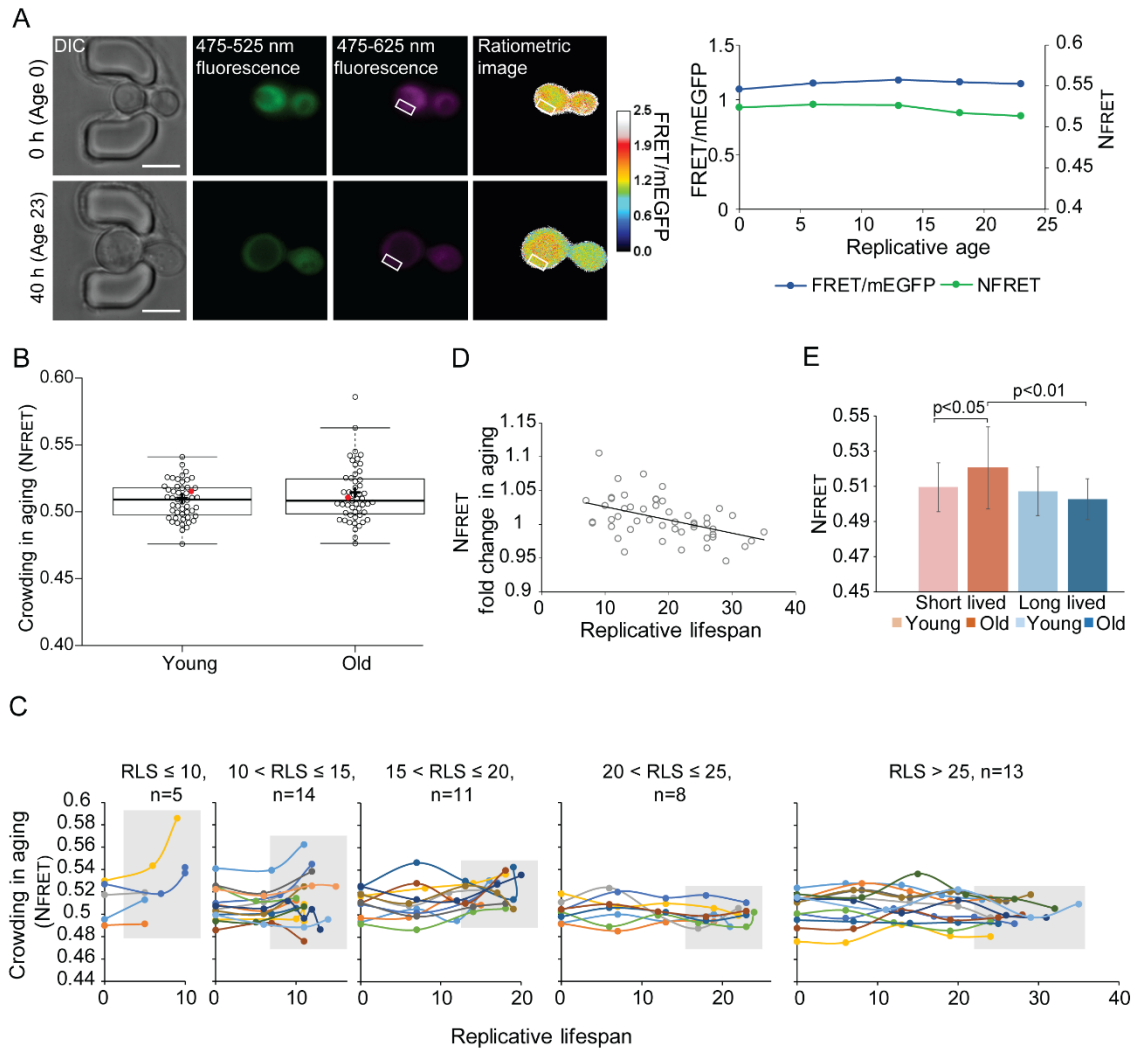 A
DIC
475-525 nm
fluorescence
475-625 nm
fluorescence
Ratiometric
image
0 h (Age 0)
40 h (Age 23)
2.5
1.9
1.2
0.6
0.0
FRET/mEGFP
1.5
1
0.5
0
FRET/mEGFP
0.6
0.55
0.5
0.45
0.4
NFRET
0 5 10 15 20 25
Replicative age
FRET/mEGFP NFRET
B
0.60
0.55
0.50
0.45
0.40
Crowding in aging (NFRET)
Young Old
D
1.15
1.1
1.05
1
0.95
0.9
NFRET
fold change in aging
0 10 20 30 40
Replicative lifespan
E
p<0.05
p<0.01
0.55
0.53
0.51
0.49
0.47
0.45
NFRET
Short lived Long lived
Young Old Young Old
C
RLS ≤ 10,
n=5
10 < RLS ≤ 15,
n=14
15 < RLS ≤ 20,
n=11
20 < RLS ≤ 25,
n=8
RLS > 25, n=13
0.6
0.58
0.56
0.54
0.52
0.5
0.48
0.46
0.44
Crowding in aging
(NFRET)
0 10
0 10
0 10 20
0 10 20
0 10 20 30 40
Replicative lifespan